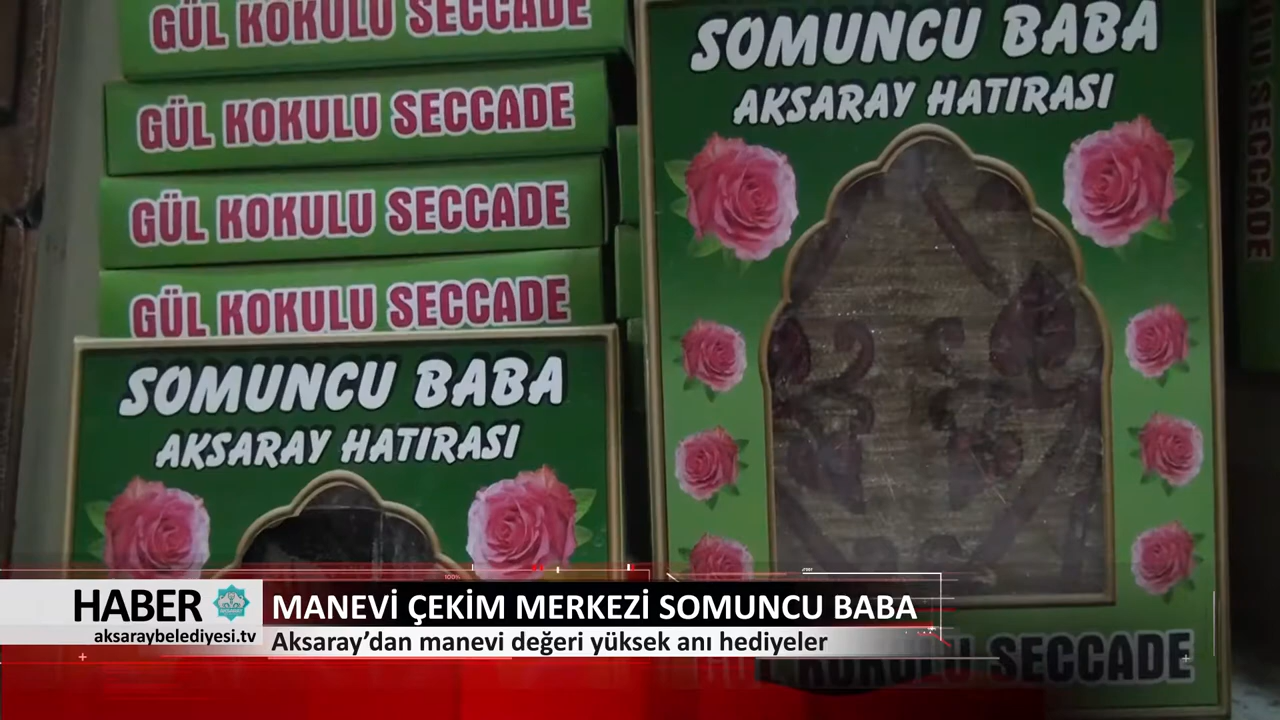 GÜL KOKULU SECCADE
GÜL KOKULU SECCADE
GÜL KOKULU SECCADE
GÜL KOKULU SECCADE
SOMUNCU BABA
AKSARAY HATIRASI
SOMUNCU BABA
AKSARAY HATIRASI
GÜL KOKULU SECCADE
SECCADE
HABER
aksaraybelediyesi.tv
MANEVİ ÇEKİM MERKEZİ SOMUNCU BABA
Aksaray’dan manevi değeri yüksek anı hediyeler